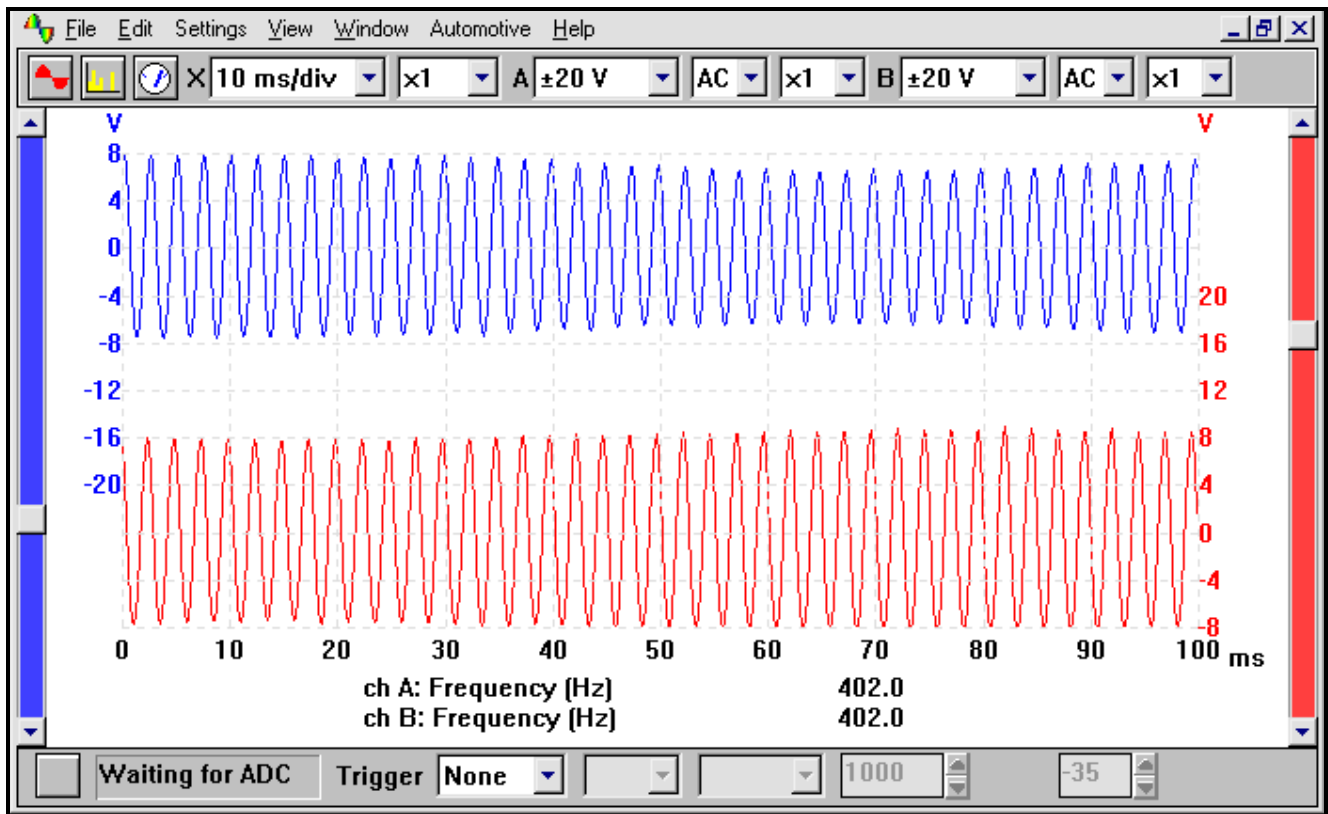 File Edit Settings View Window Automotive Help
X 10 ms/div x1 A ±20 V AC x1 B ±20 V AC x1
V V
8
4
0
-4 20
-8 16
-12 12
-16 8
-20 4
0
-4
-8
0 10 20 30 40 50 60 70 80 90 100 ms
ch A: Frequency (Hz) 402.0
ch B: Frequency (Hz) 402.0
Waiting for ADC Trigger None 1000 -35